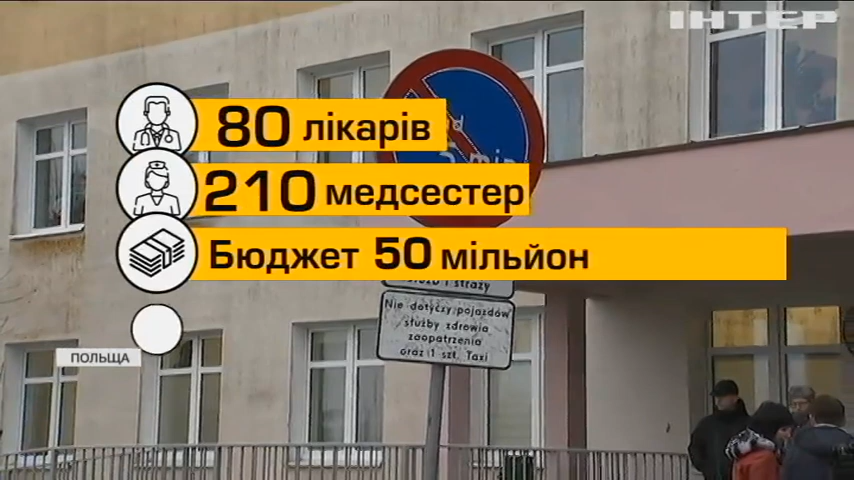 ІНТЕР
80 лікарів
210 медсестер
Бюджет 50 мільйон
Nie dotyczy pojazdów
służby zdrowia
zaopatrzenia
oraz 1 szt. Taxi
ПОЛЬЩА